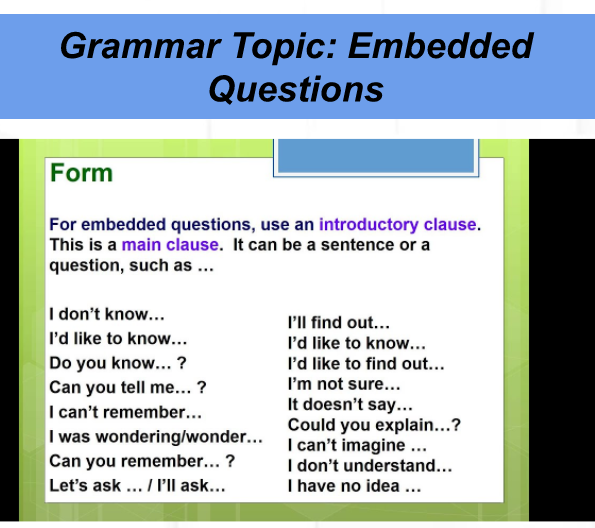 Grammar Topic: Embedded
Questions
Form
For embedded questions, use an introductory clause.
This is a main clause. It can be a sentence or a
question, such as …
I don’t know…
I’d like to know…
Do you know… ?
Can you tell me… ?
I can’t remember…
I was wondering/wonder…
Can you remember… ?
Let’s ask … / I’ll ask…
I’ll find out…
I’d like to know…
I’d like to find out…
I’m not sure…
It doesn’t say…
Could you explain…?
I can’t imagine …
I don’t understand…
I have no idea …